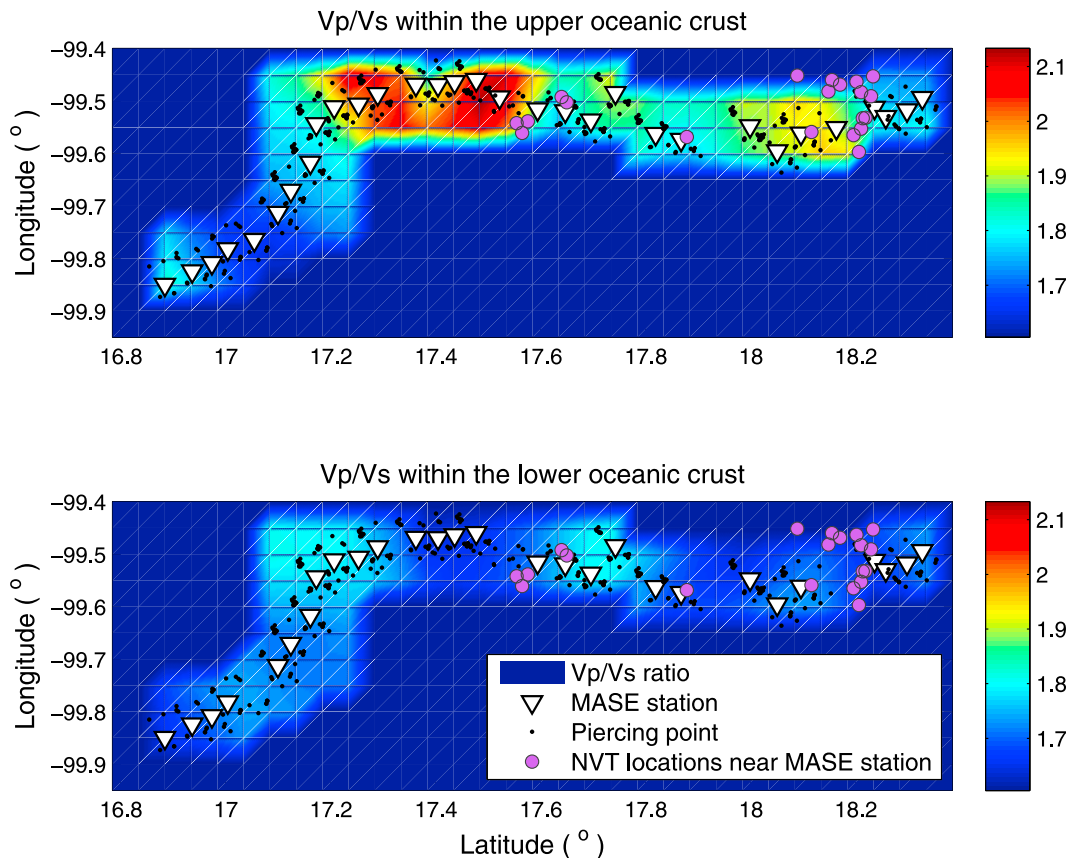 Vp/Vs within the upper oceanic crust
−99.4
−99.5
−99.6
−99.7
−99.8
−99.9
Longitude ( ° )
16.8 17 17.2 17.4 17.6 17.8 18 18.2
2.1
2
1.9
1.8
1.7
Vp/Vs within the lower oceanic crust
−99.4
−99.5
−99.6
−99.7
−99.8
−99.9
Longitude ( ° )
Vp/Vs ratio
MASE station
Piercing point
NVT locations near MASE station
16.8 17 17.2 17.4 17.6 17.8 18 18.2
Latitude ( ° )
2.1
2
1.9
1.8
1.7